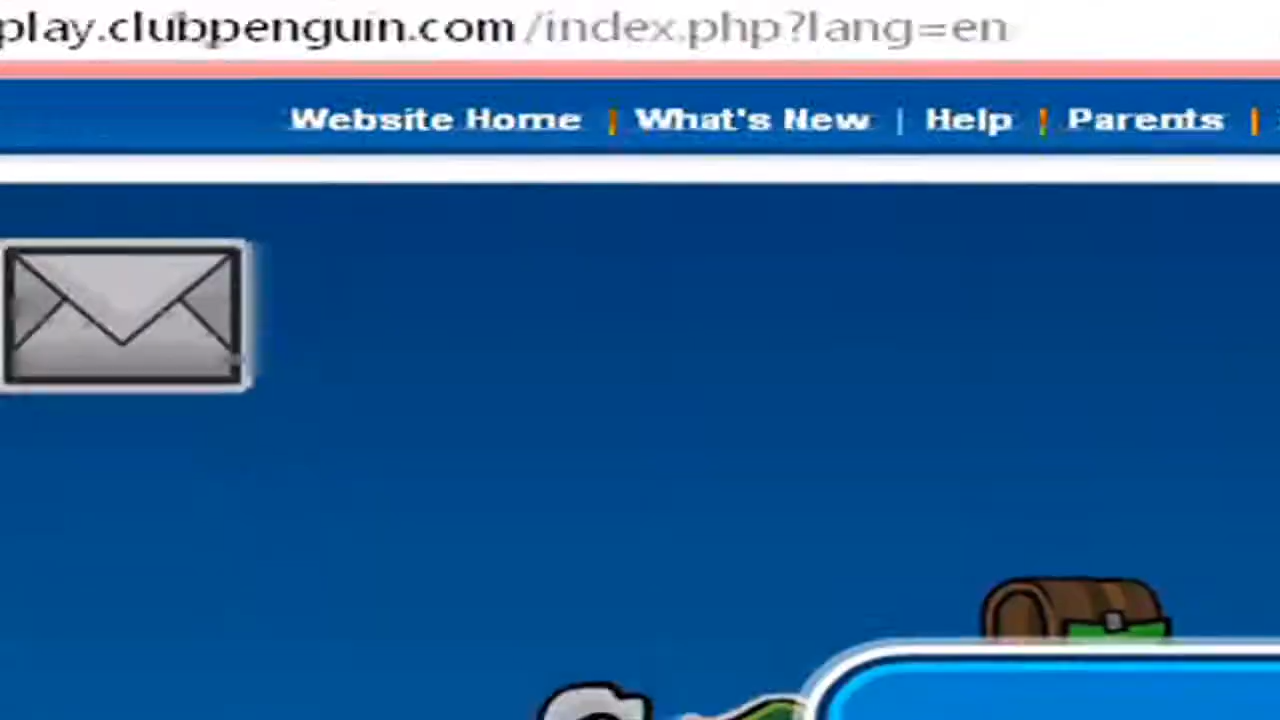 play.clubpenguin.com/index.php?lang=en
Website Home | What's New | Help | Parents |